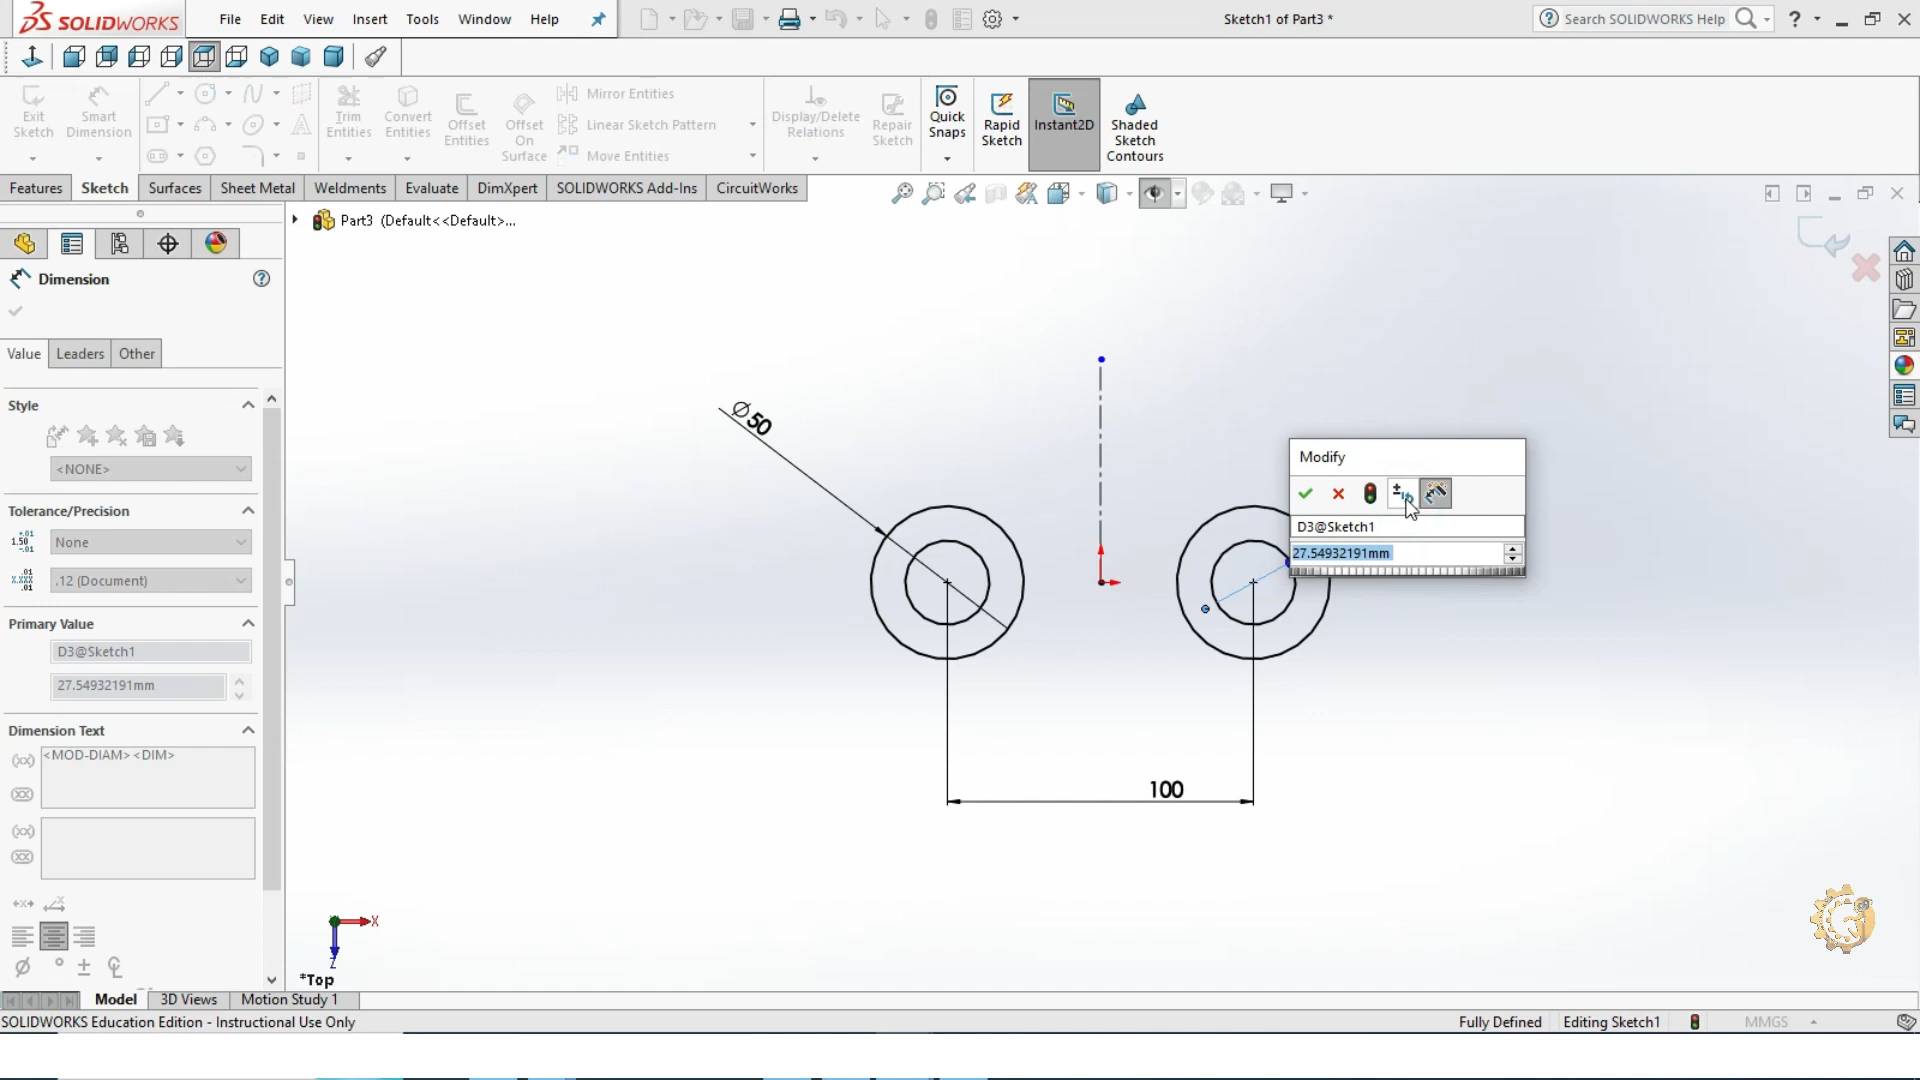 SOLIDWORKS
File Edit View Insert Tools Window Help
Sketch1 of Part3 *
Search SOLIDWORKS Help
?
Exit Sketch
Smart Dimension
Trim Entities
Convert Entities
Offset Entities
Offset On Surface
Mirror Entities
Linear Sketch Pattern
Move Entities
Display/Delete Relations
Repair Sketch
Quick Snaps
Rapid Sketch
Instant2D
Shaded Sketch Contours
Features Sketch Surfaces Sheet Metal Weldments Evaluate DimXpert SOLIDWORKS Add-Ins CircuitWorks
Part3 (Default<<Default>...
Dimension
?
Value Leaders Other
Style
<NONE>
Tolerance/Precision
None
.12 (Document)
Primary Value
D3@Sketch1
27.54932191mm
Dimension Text
<MOD-DIAM><DIM>
∅50
100
Modify
D3@Sketch1
27.54932191mm
X
Z
*Top
Model 3D Views Motion Study 1
SOLIDWORKS Education Edition - Instructional Use Only
Fully Defined Editing Sketch1 MMGS